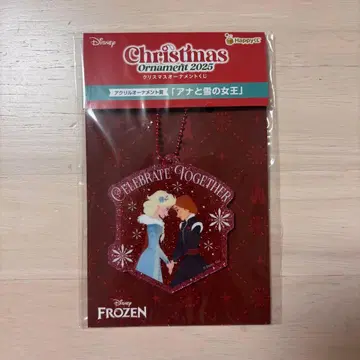 Disney
Christmas
Ornament 2025
クリスマスオーナメントくじ
Happyくじ
アクリルオーナメント賞 「アナと雪の女王」
CELEBRATE TOGETHER
Disney
FROZEN